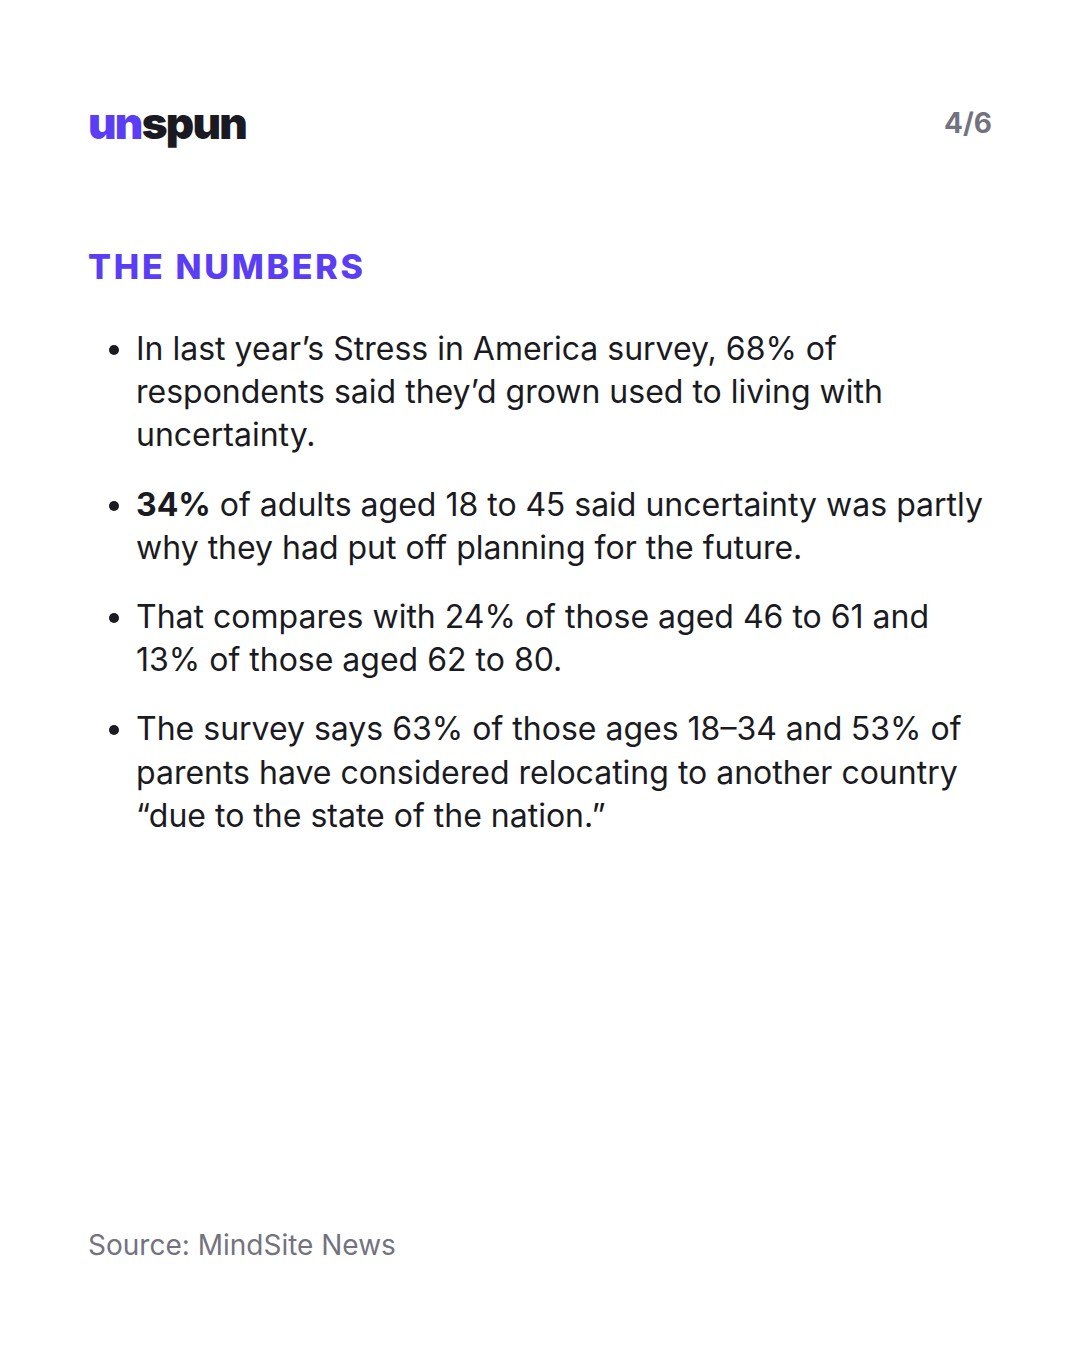 unspun
4/6
THE NUMBERS
• In last year’s Stress in America survey, 68% of
respondents said they’d grown used to living with
uncertainty.
• 34% of adults aged 18 to 45 said uncertainty was partly
why they had put off planning for the future.
• That compares with 24% of those aged 46 to 61 and
13% of those aged 62 to 80.
• The survey says 63% of those ages 18–34 and 53% of
parents have considered relocating to another country
“due to the state of the nation.”
Source: MindSite News